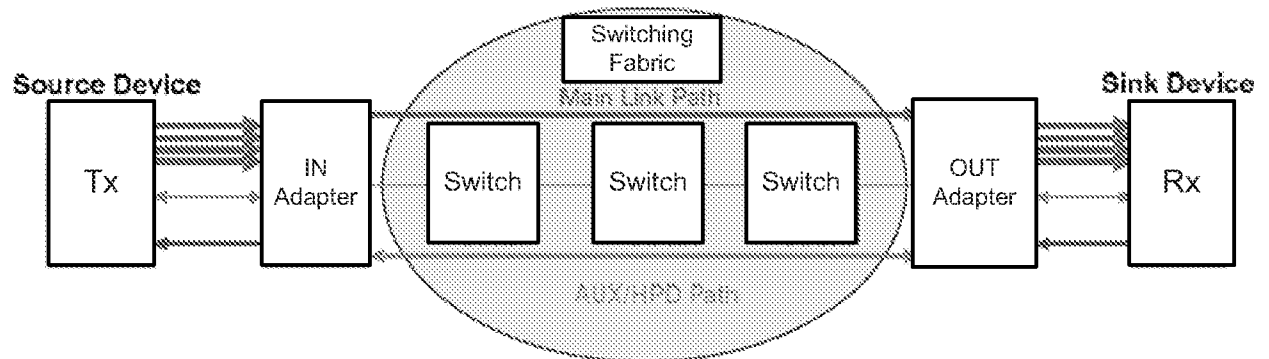 Switching
Fabric
Source Device
Sink Device
Main Link Path
Tx
IN
Adapter
Switch
Switch
Switch
OUT
Adapter
Rx
AUX/HPD Path